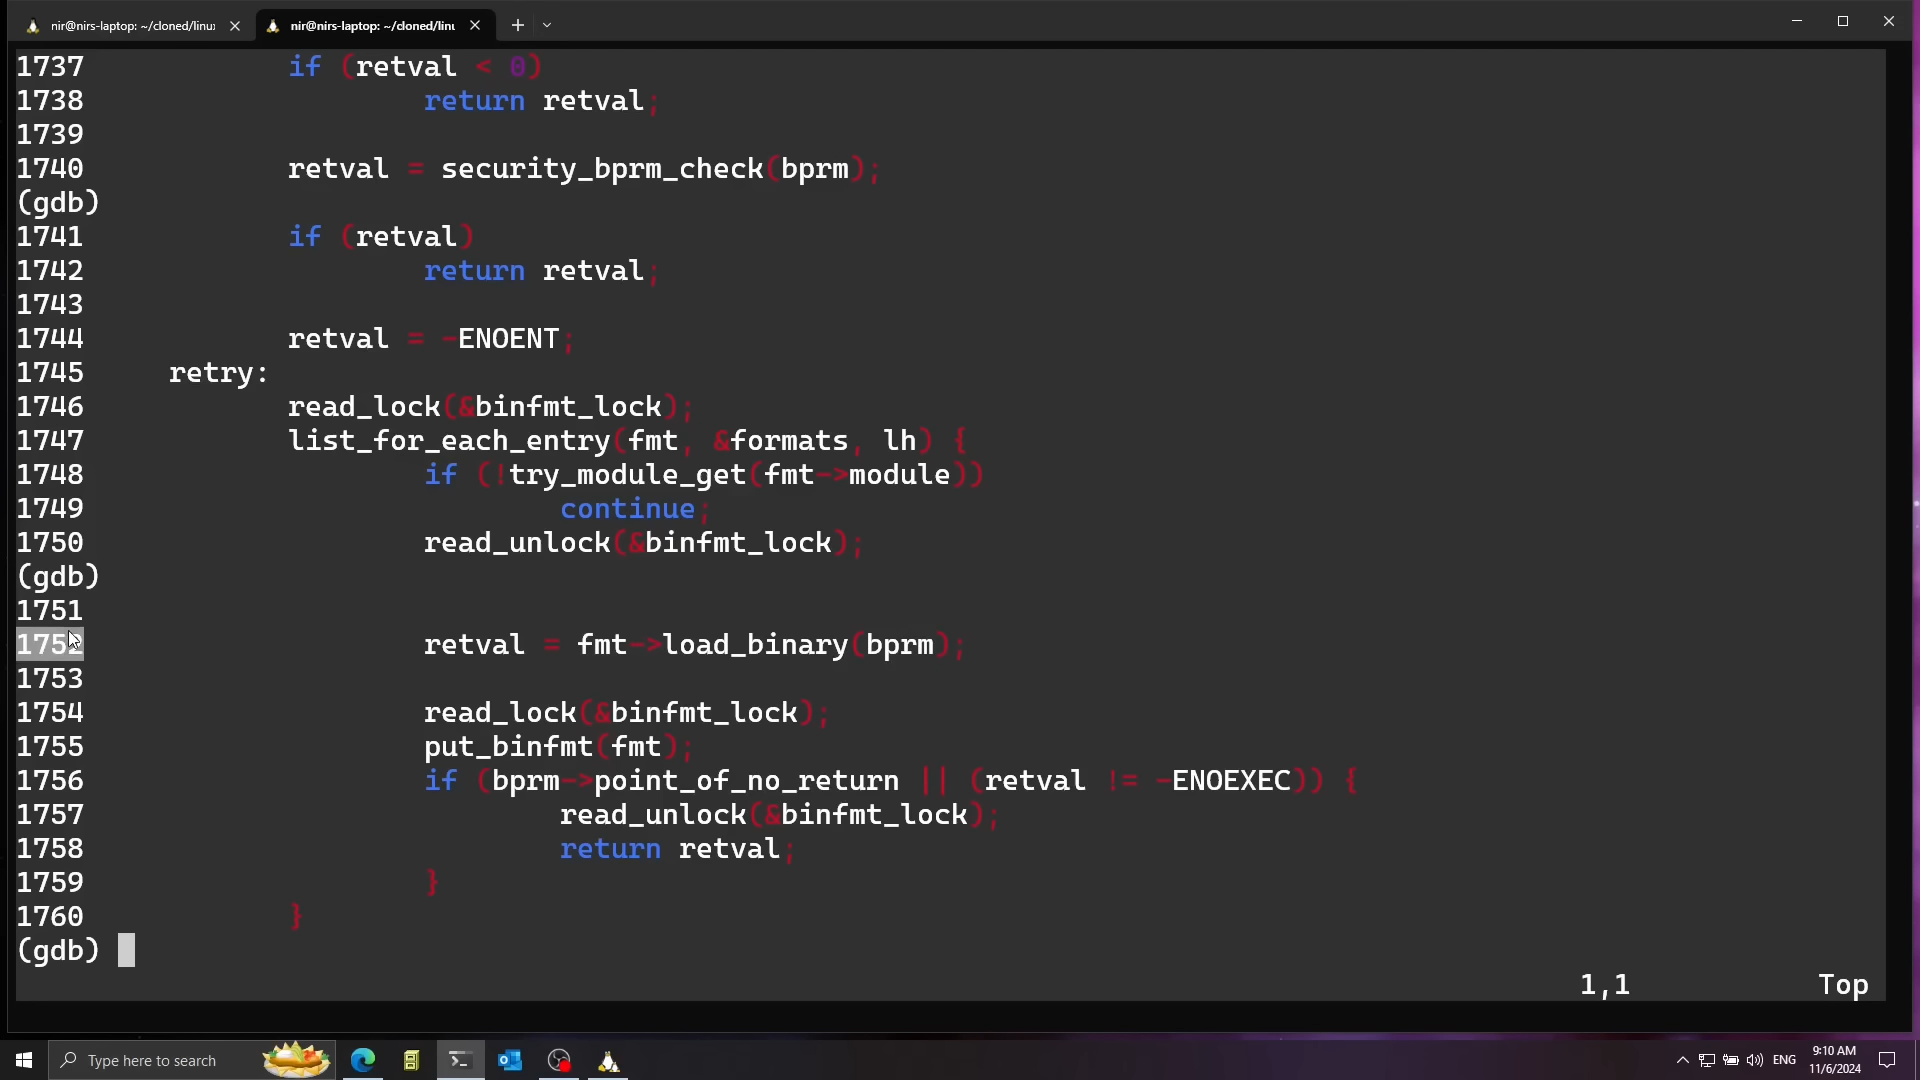 nir@nirs-laptop: ~/cloned/linux
nir@nirs-laptop: ~/cloned/linu
1737 if (retval < 0)
1738 return retval;
1739
1740 retval = security_bprm_check(bprm);
(gdb)
1741 if (retval)
1742 return retval;
1743
1744 retval = -ENOENT;
1745 retry:
1746 read_lock(&binfmt_lock);
1747 list_for_each_entry(fmt, &formats, lh) {
1748 if (!try_module_get(fmt->module))
1749 continue;
1750 read_unlock(&binfmt_lock);
(gdb)
1751
1752 retval = fmt->load_binary(bprm);
1753
1754 read_lock(&binfmt_lock);
1755 put_binfmt(fmt);
1756 if (bprm->point_of_no_return || (retval != -ENOEXEC)) {
1757 read_unlock(&binfmt_lock);
1758 return retval;
1759 }
1760 }
(gdb)
1,1 Top
Type here to search
ENG
9:10 AM
11/6/2024